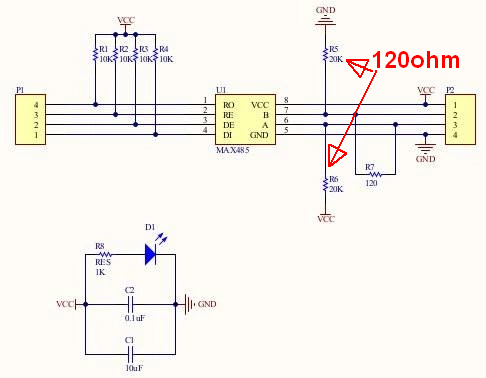 VCC
GND
R1
R2
R3
R4
10K
10K
10K
10K
R5
20K
120ohm
P1
4
3
2
1
1
2
3
4
U1
RO
RE
DE
DI
VCC
B
A
GND
MAX485
8
7
6
5
VCC
P2
1
2
3
4
GND
R7
120
R6
20K
VCC
D1
R8
RES
1K
C2
VCC
GND
0.1uF
C1
10uF